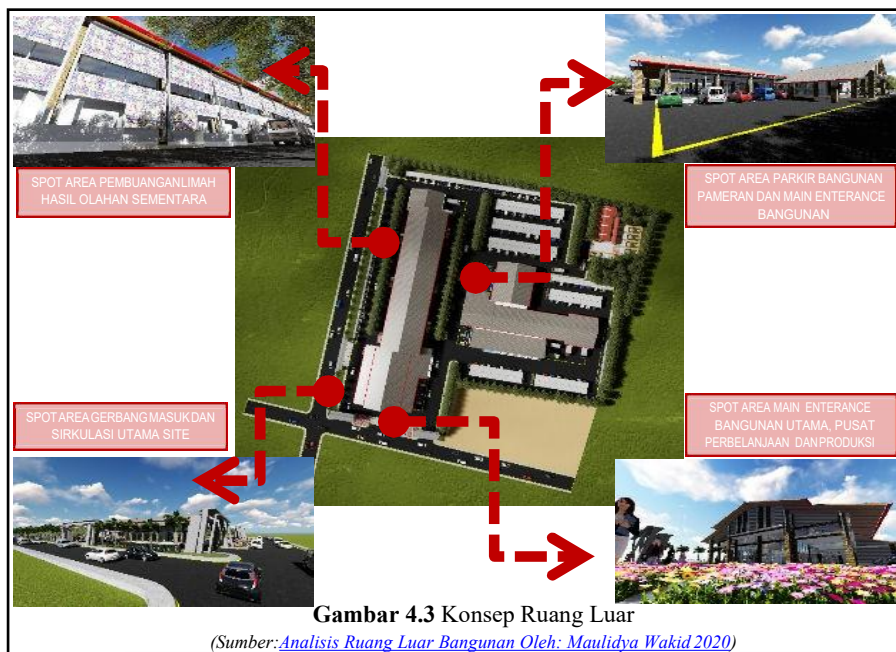 SPOT AREA PEMBUANGAN LIMAH
HASIL OLAHAN SEMENTARA
SPOT AREA PARKIR BANGUNAN
PAMERAN DAN MAIN ENTERANCE
BANGUNAN
SPOT AREA GERBANG MASUK DAN
SIRKULASI UTAMA SITE
SPOT AREA MAIN ENTERANCE
BANGUNAN UTAMA, PUSAT
PERBELANJAAN DAN PRODUKSI
Gambar 4.3 Konsep Ruang Luar
(Sumber:Analisis Ruang Luar Bangunan Oleh: Maulidya Wakid 2020)